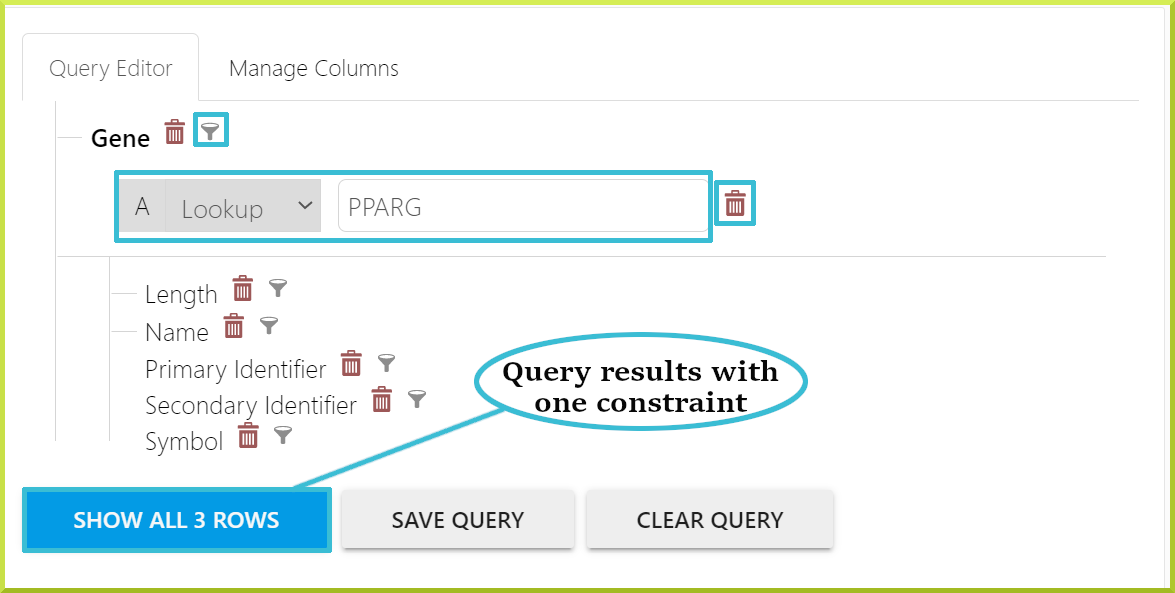 Query Editor
Manage Columns
Gene
A
Lookup
PPARG
Length
Name
Primary Identifier
Secondary Identifier
Symbol
Query results with
one constraint
SHOW ALL 3 ROWS
SAVE QUERY
CLEAR QUERY